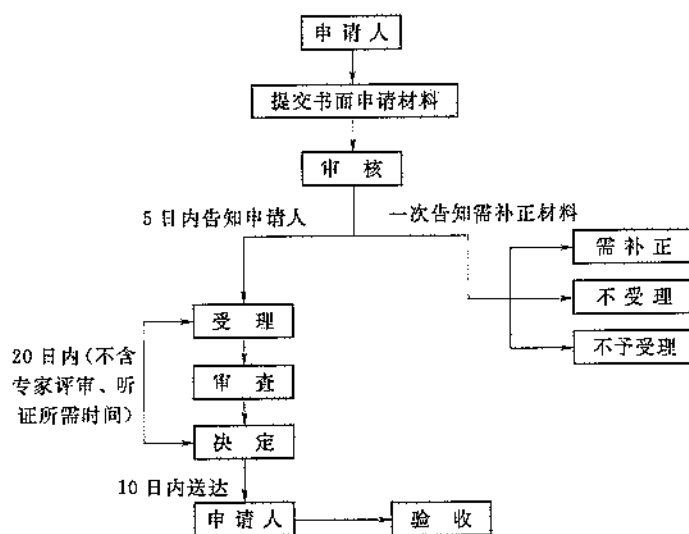 申请人
提交书面申请材料
审核
5日内告知申请人
一次告知需补正材料
需补正
不受理
不予受理
受理
20日内(不含
专家评审、听
证所需时间)
审查
决定
10日内送达
申请人
验收